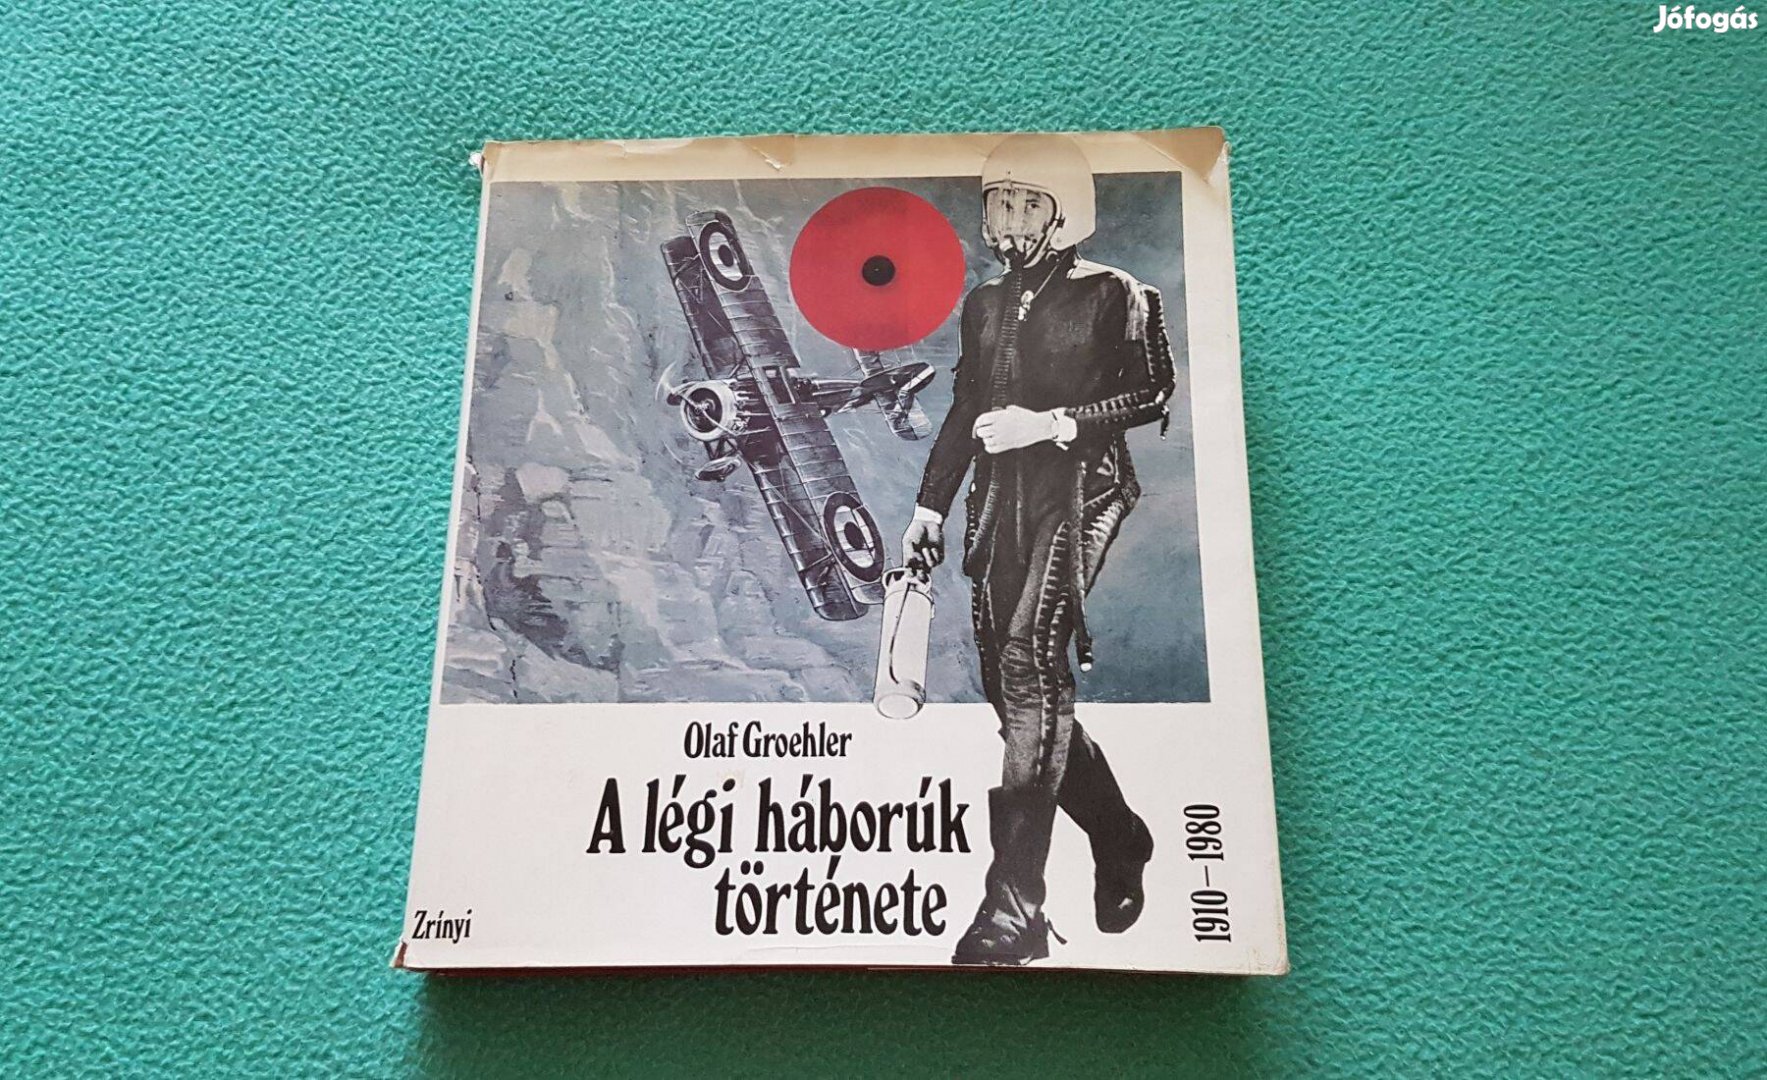 Jófogás
Olaf Groehler
A légi háborúk
története
1910–1980
Zrínyi